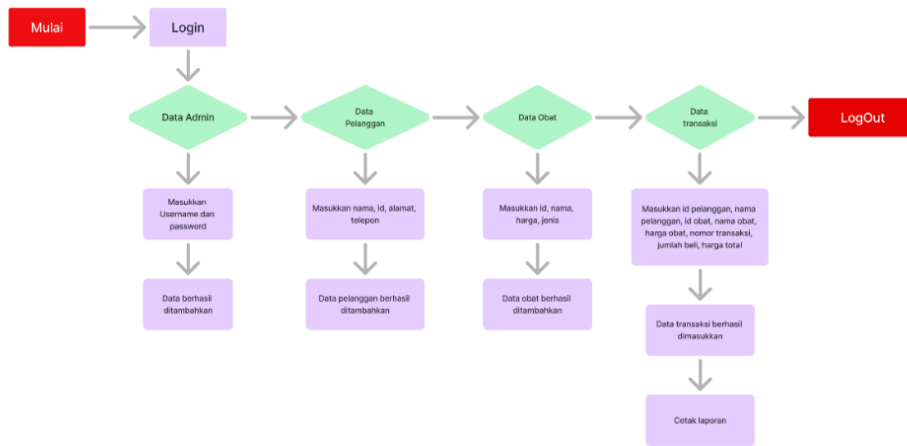 Mulai
Login
Data Admin
Data
Pelanggan
Data Obat
Data
transaksi
LogOut
Masukkan
Username dan
password
Masukkan nama, id, alamat,
telepon
Masukkan id, nama,
harga, jenis
Masukkan id pelanggan, nama
pelanggan, id obat, nama obat,
harga obat, nomor transaksi,
jumlah beli, harga total
Data berhasil
ditambahkan
Data pelanggan berhasil
ditambahkan
Data obat berhasil
ditambahkan
Data transaksi berhasil
dimasukkan
Cetak laporan